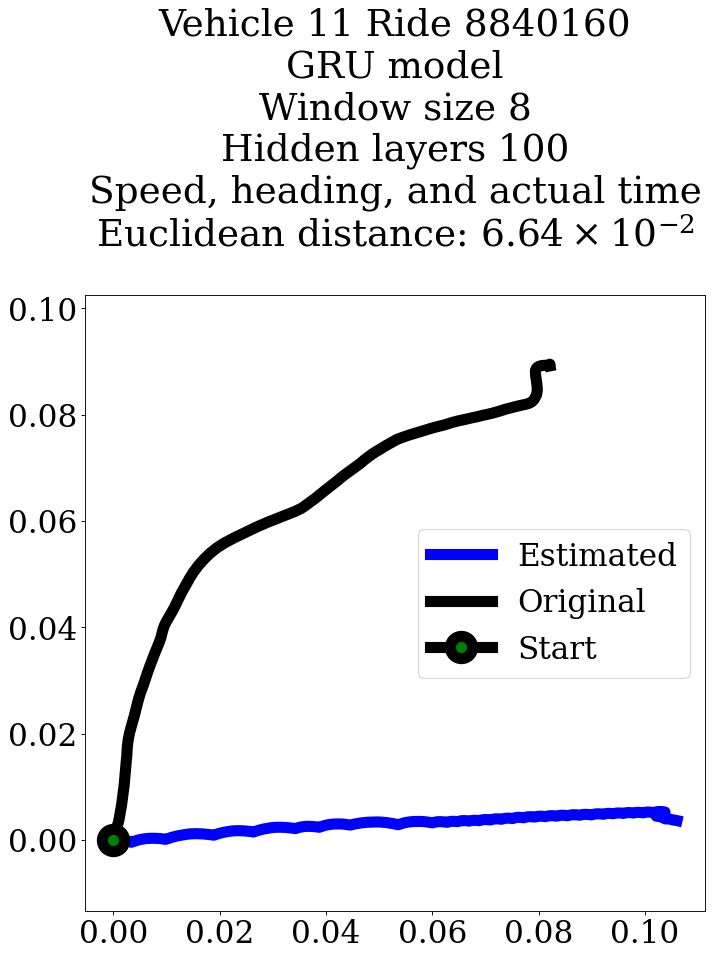 Vehicle 11 Ride 8840160
GRU model
Window size 8
Hidden layers 100
Speed, heading, and actual time
Euclidean distance: 6.64 × 10⁻²
0.10
0.08
0.06
0.04
0.02
0.00
Estimated
Original
Start
0.00 0.02 0.04 0.06 0.08 0.10